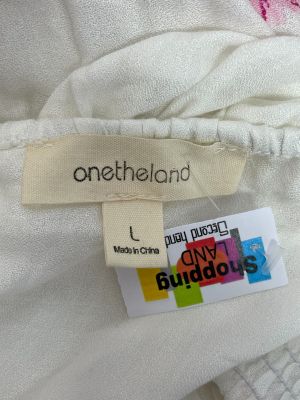 onetheland
L
Made in China
Shopping
LAND
Second hand